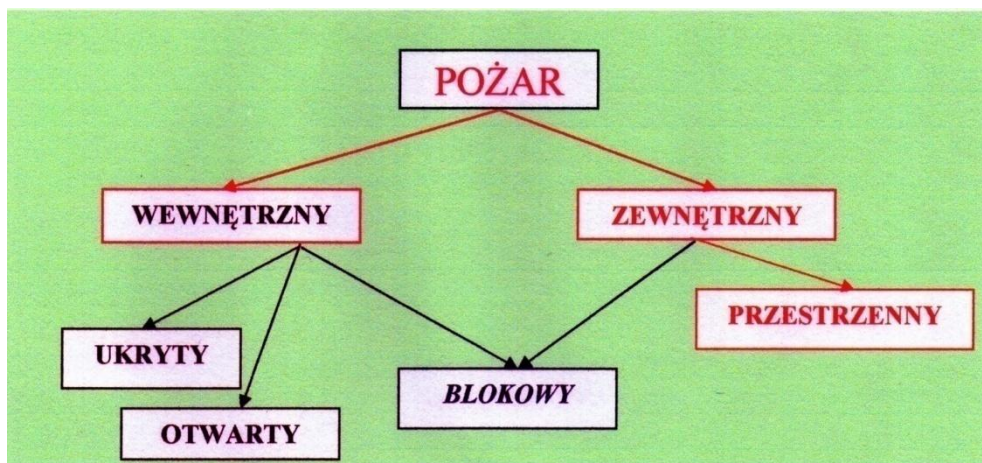 POŻAR
WEWNĘTRZNY
ZEWNĘTRZNY
PRZESTRZENNY
UKRYTY
BLOKOWY
OTWARTY